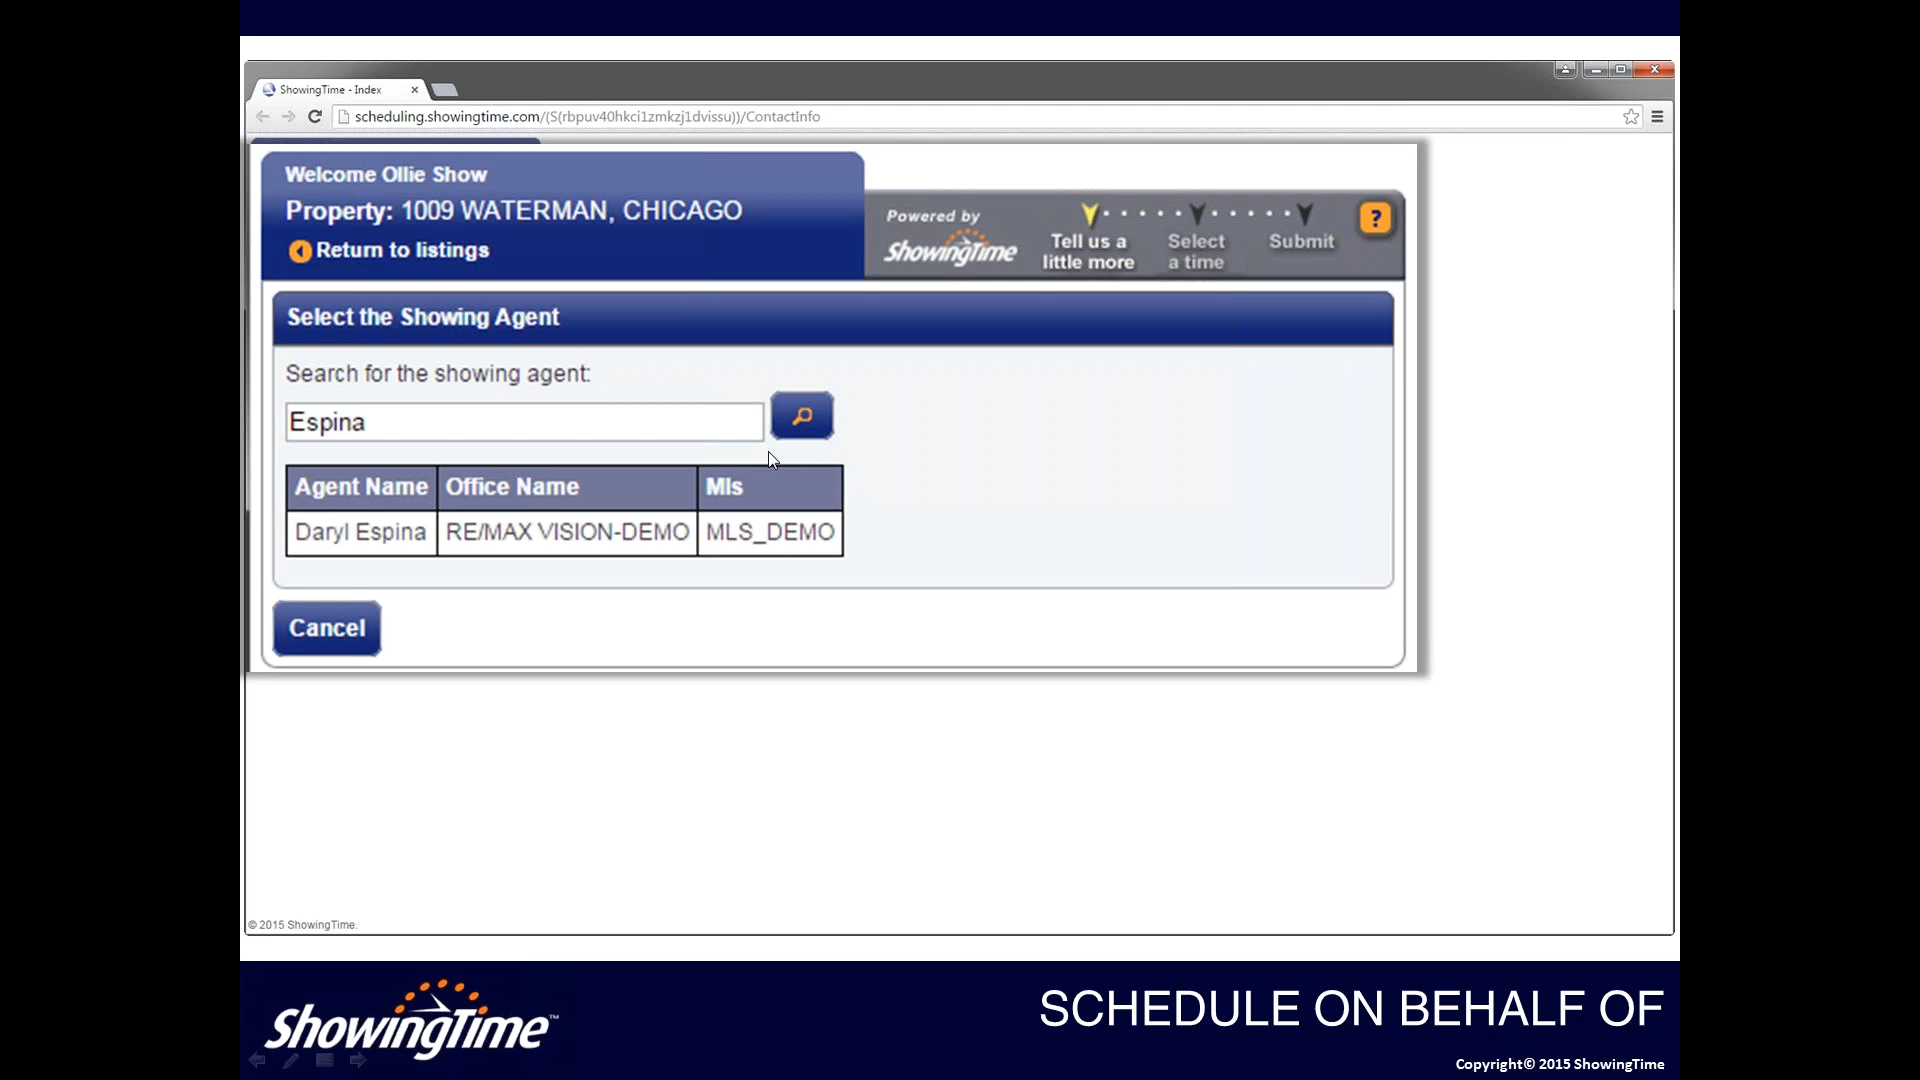 ShowingTime - Index
scheduling.showingtime.com/(S(rbpuv40hkci1zmkzj1dvissu))/ContactInfo
Welcome Ollie Show
Property: 1009 WATERMAN, CHICAGO
Return to listings
Powered by
ShowingTime
Tell us a
little more
Select
a time
Submit
?
Select the Showing Agent
Search for the showing agent:
Espina
Agent Name Office Name Mls
Daryl Espina RE/MAX VISION-DEMO MLS_DEMO
Cancel
© 2015 ShowingTime.
ShowingTime™
SCHEDULE ON BEHALF OF
Copyright© 2015 ShowingTime